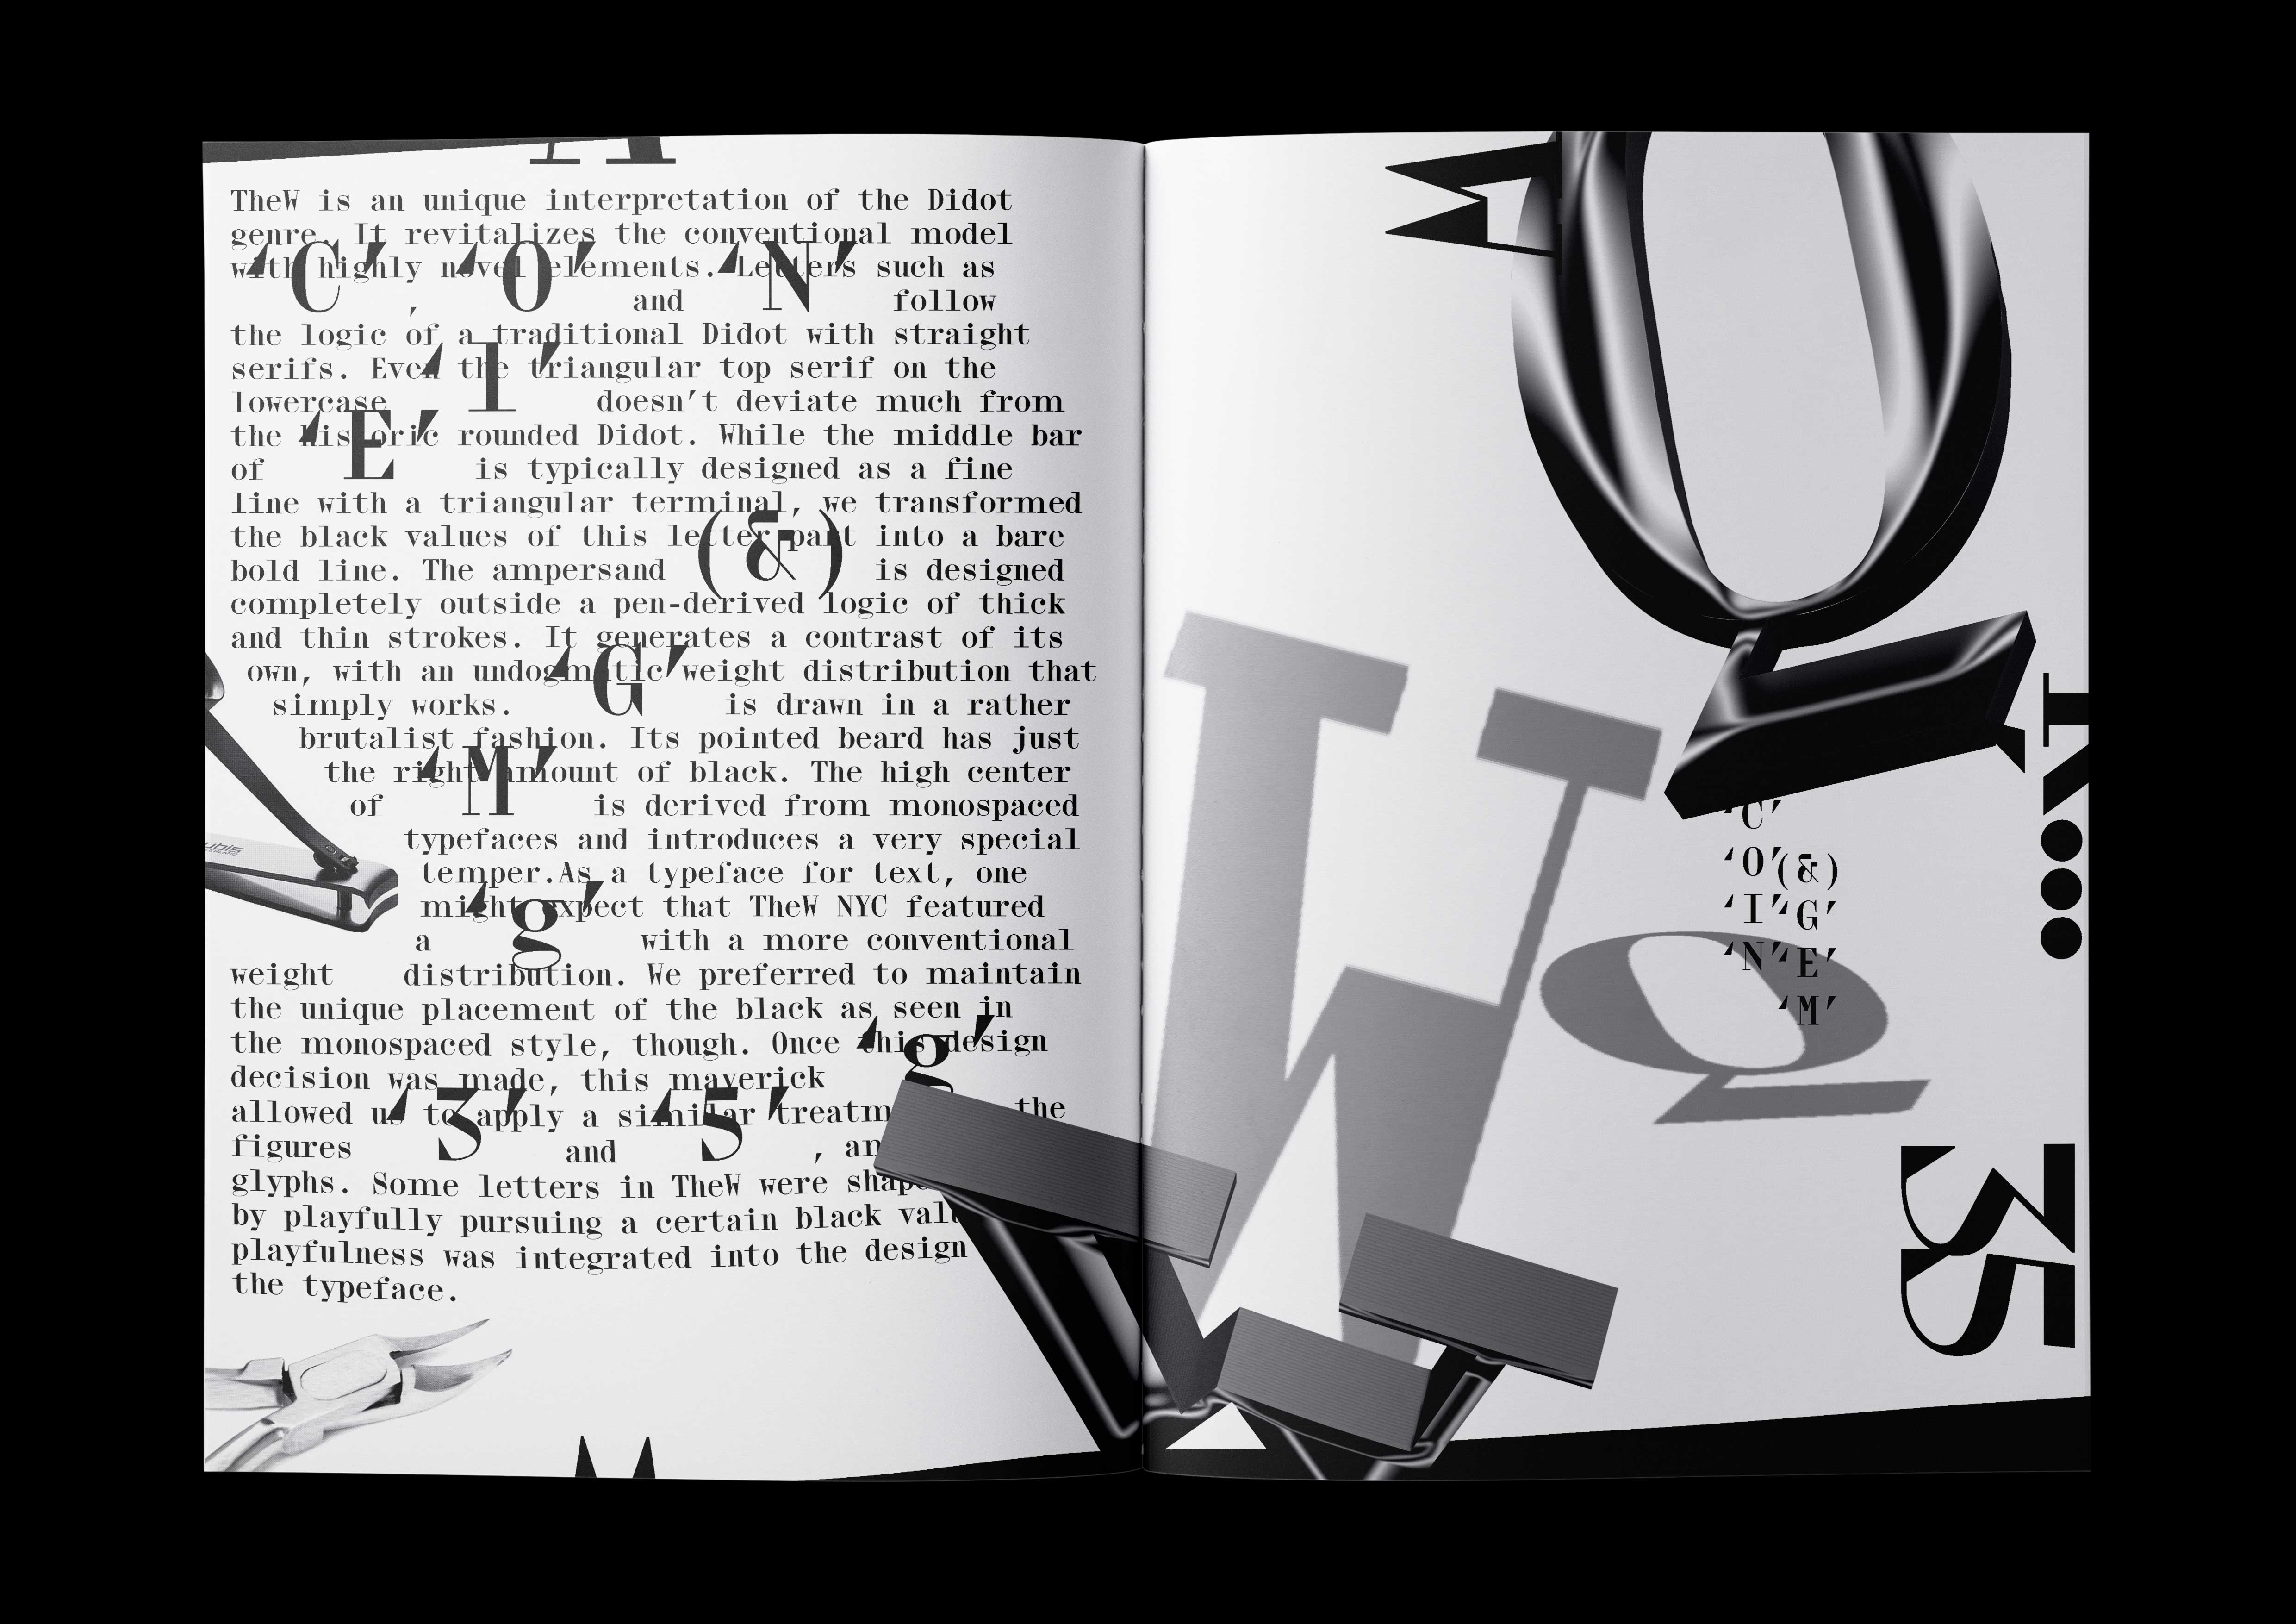 TheW is an unique interpretation of the Didot
genre. It revitalizes the conventional model
with highly novel elements. Letters such as
‘C’, ‘O’ and ‘N’ follow
the logic of a traditional Didot with straight
serifs. Even the triangular top serif on the
lowercase ‘I’ doesn’t deviate much from
the historic rounded Didot. While the middle bar
of ‘E’ is typically designed as a fine
line with a triangular terminal, we transformed
the black values of this letter part into a bare
bold line. The ampersand (&) is designed
completely outside a pen-derived logic of thick
and thin strokes. It generates a contrast of its
own, with an undogmatic weight distribution that
simply works. ‘G’ is drawn in a rather
brutalist fashion. Its pointed beard has just
the right amount of black. The high center
of ‘M’ is derived from monospaced
typefaces and introduces a very special
temper.As a typeface for text, one
might expect that TheW NYC featured
a ‘g’ with a more conventional
weight distribution. We preferred to maintain
the unique placement of the black as seen in
the monospaced style, though. Once this design
decision was made, this maverick ‘g’
allowed us to apply a similar the
figures ‘3’ and ‘5’,
glyphs. Some letters in TheW were
by playfully pursuing a certain black
playfulness was integrated into the design
the typeface.
M
Q
W
W
Q
‘C’
‘O’ (&)
‘I’ ‘G’
‘N’ ‘E’
‘M’
35